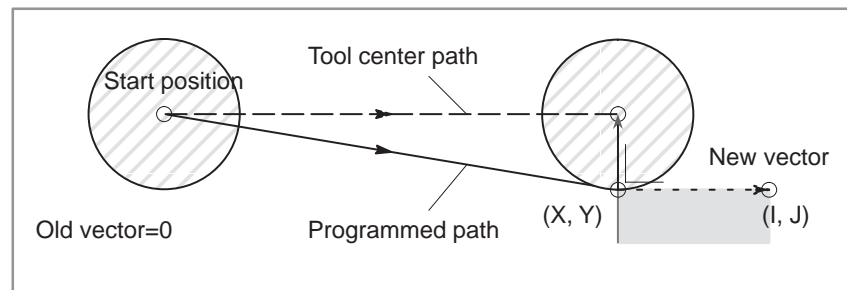 Tool center path
Start position
New vector
(X, Y)
(I, J)
Old vector=0
Programmed path